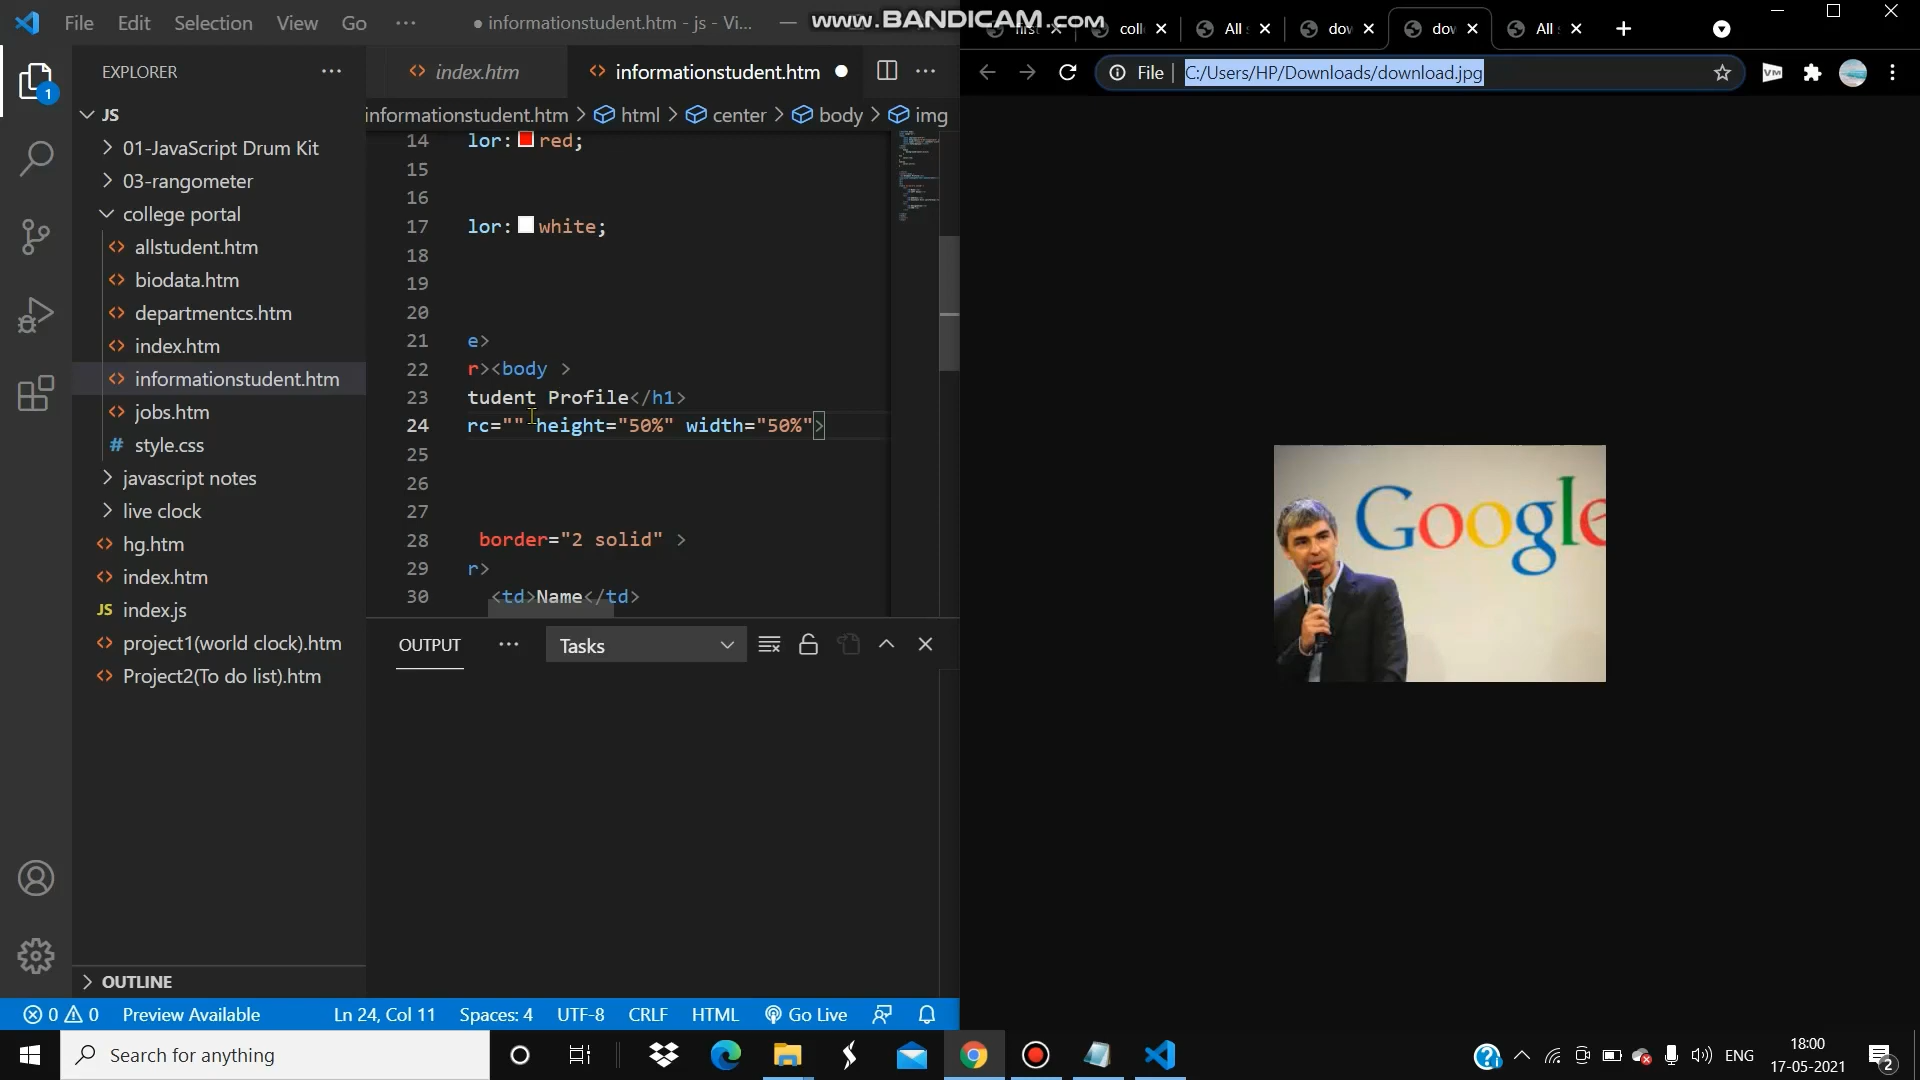 File Edit Selection View Go ··· ● informationstudent.htm - js - Vi...
www.BANDICAM.com
coll
All
dov
dov
All
EXPLORER ···
index.htm
informationstudent.htm
File | C:/Users/HP/Downloads/download.jpg
VM
1
JS
informationstudent.htm > html > center > body > img
01-JavaScript Drum Kit
03-rangometer
college portal
allstudent.htm
biodata.htm
departmentcs.htm
index.htm
informationstudent.htm
jobs.htm
# style.css
javascript notes
live clock
hg.htm
index.htm
JS index.js
project1(world clock).htm
Project2(To do list).htm
14 lor: red;
15
16
17 lor: white;
18
19
20
21 e>
22 r><body >
23 tudent Profile</h1>
24 rc="" height="50%" width="50%">
25
26
27
28 border="2 solid" >
29 r>
30 <td>Name</td>
OUTPUT ··· Tasks
Google
OUTLINE
0 0 Preview Available Ln 24, Col 11 Spaces: 4 UTF-8 CRLF HTML Go Live
Search for anything
ENG
18:00
17-05-2021
2